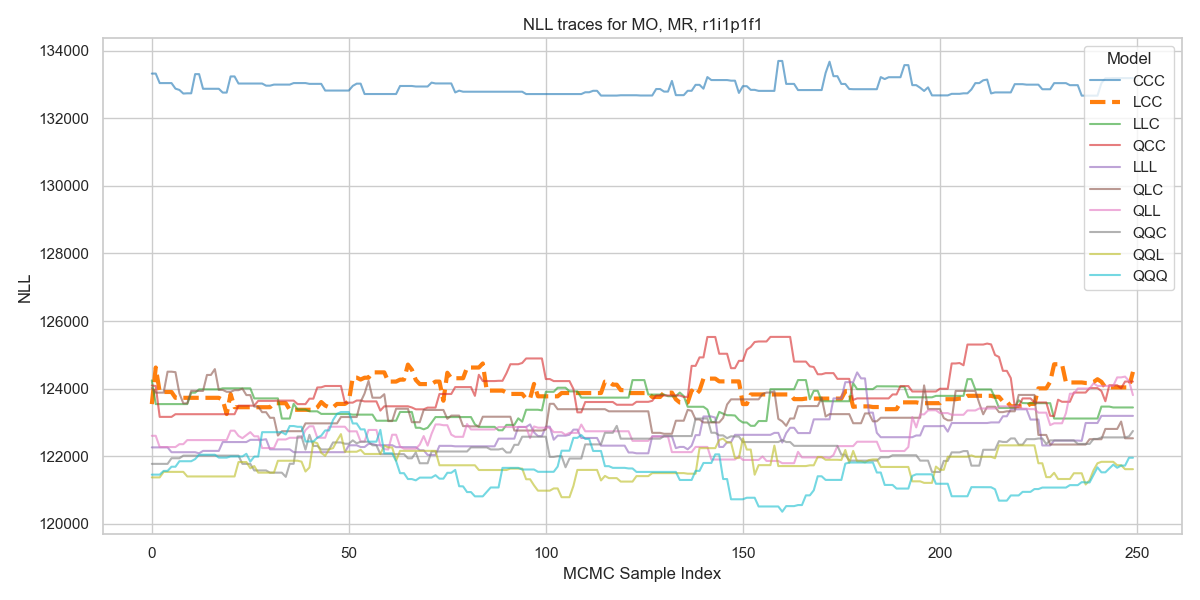 NLL traces for MO, MR, r1i1p1f1
NLL
134000
132000
130000
128000
126000
124000
122000
120000
0
50
100
150
200
250
MCMC Sample Index
Model
CCC
LCC
LLC
QCC
LLL
QLC
QLL
QQC
QQL
QQQ